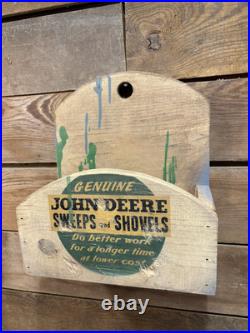 GENUINE
JOHN DEERE
SWEEPS and SHOVELS
Do better work
for a longer time
at lower cost